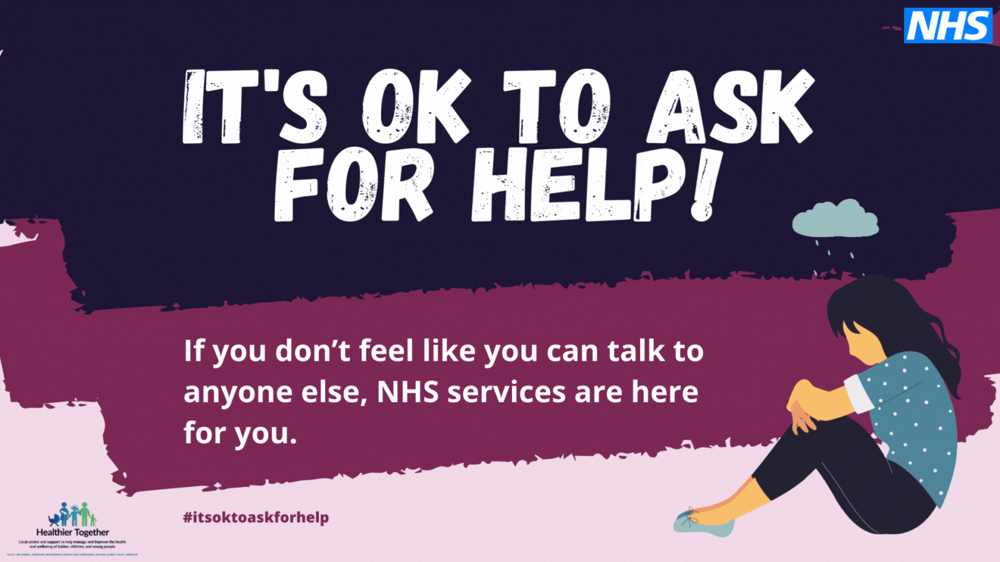 NHS
IT'S OK TO ASK
FOR HELP!
If you don’t feel like you can talk to
anyone else, NHS services are here
for you.
#itsoktoaskforhelp
Healthier Together
Local advice and support to help manage and improve the health
and wellbeing of babies, children, and young people